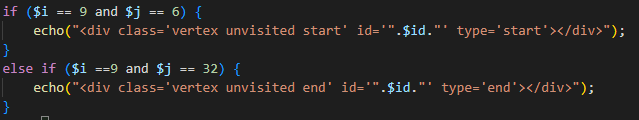 if ($i == 9 and $j == 6) {
echo("<div class='vertex unvisited start' id='".$id."' type='start'></div>");
}
else if ($i ==9 and $j == 32) {
echo("<div class='vertex unvisited end' id='".$id."' type='end'></div>");
}